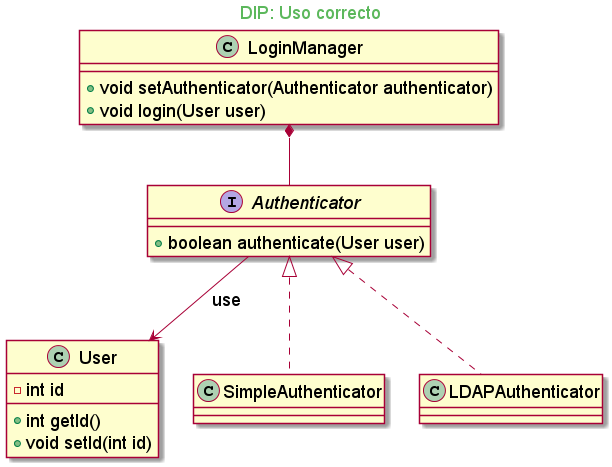 DIP: Uso correcto
C LoginManager
void setAuthenticator(Authenticator authenticator)
void login(User user)
I Authenticator
boolean authenticate(User user)
use
C User
int id
int getId()
void setId(int id)
C SimpleAuthenticator
C LDAPAuthenticator